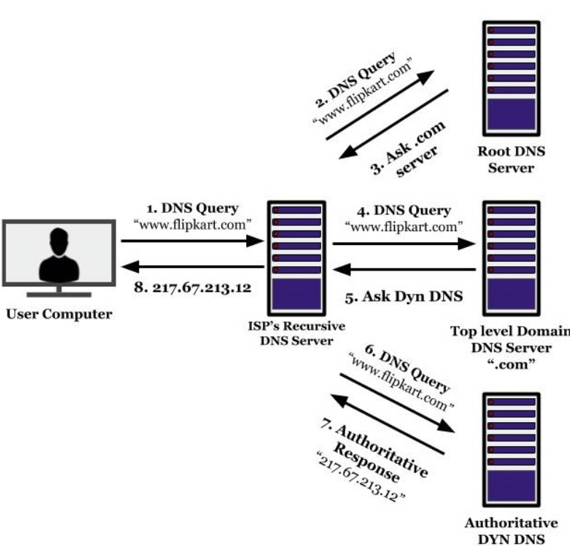 2. DNS Query
"www.flipkart.com"
3. Ask .com
server
Root DNS
Server
1. DNS Query
"www.flipkart.com"
8. 217.67.213.12
User Computer
ISP's Recursive
DNS Server
4. DNS Query
"www.flipkart.com"
5. Ask Dyn DNS
Top level Domain
DNS Server
".com"
6. DNS Query
"www.flipkart.com"
7. Authoritative
Response
"217.67.213.12"
Authoritative
DYN DNS